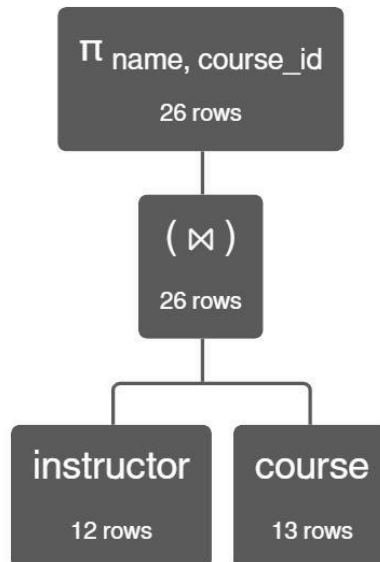 π name, course_id
26 rows
( ⋈ )
26 rows
instructor
12 rows
course
13 rows